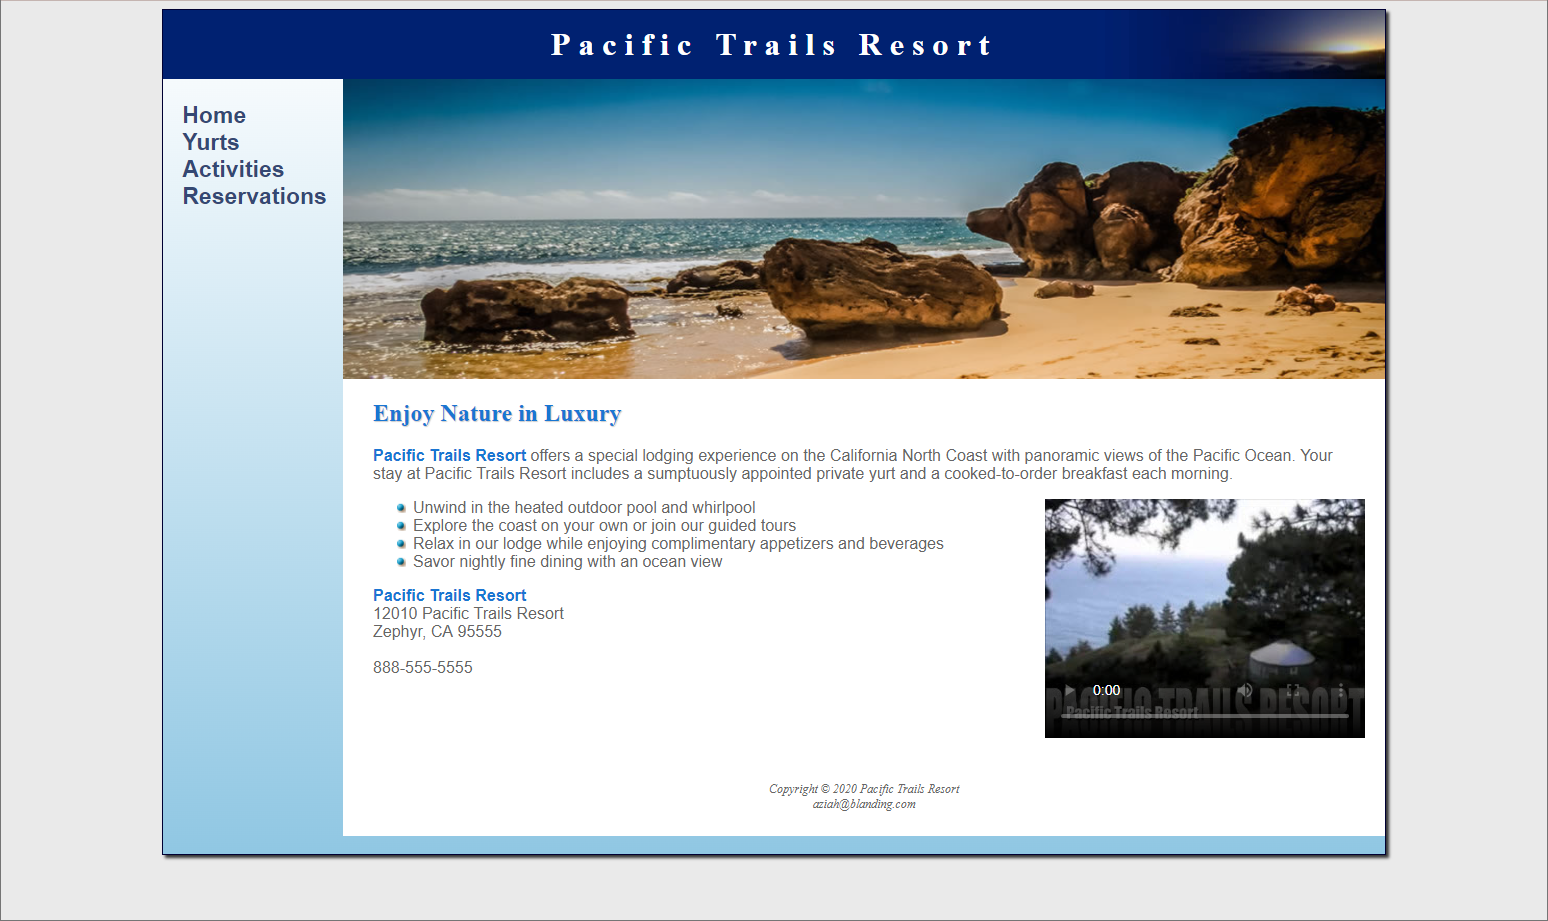 Pacific Trails Resort
Home
Yurts
Activities
Reservations
Enjoy Nature in Luxury
Pacific Trails Resort offers a special lodging experience on the California North Coast with panoramic views of the Pacific Ocean. Your
stay at Pacific Trails Resort includes a sumptuously appointed private yurt and a cooked-to-order breakfast each morning.
Unwind in the heated outdoor pool and whirlpool
Explore the coast on your own or join our guided tours
Relax in our lodge while enjoying complimentary appetizers and beverages
Savor nightly fine dining with an ocean view
Pacific Trails Resort
12010 Pacific Trails Resort
Zephyr, CA 95555
888-555-5555
0:00
PACIFIC TRAILS RESORT
Pacific Trails Resort
Copyright © 2020 Pacific Trails Resort
aziah@blanding.com